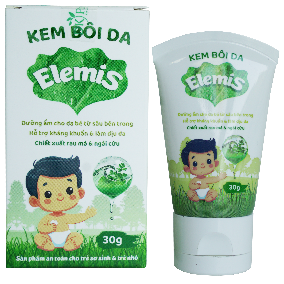 KEM BÔI DA
Elemis
Dưỡng ẩm cho da bé từ sâu bên trong
Hỗ trợ kháng khuẩn & làm dịu da
Chiết xuất rau má & ngải cứu
30g
Sản phẩm an toàn cho trẻ sơ sinh & trẻ nhỏ
KEM BÔI DA
Elemis
Dưỡng ẩm cho da bé từ sâu bên trong
Hỗ trợ kháng khuẩn & làm dịu da
Chiết xuất rau má & ngải cứu
30g